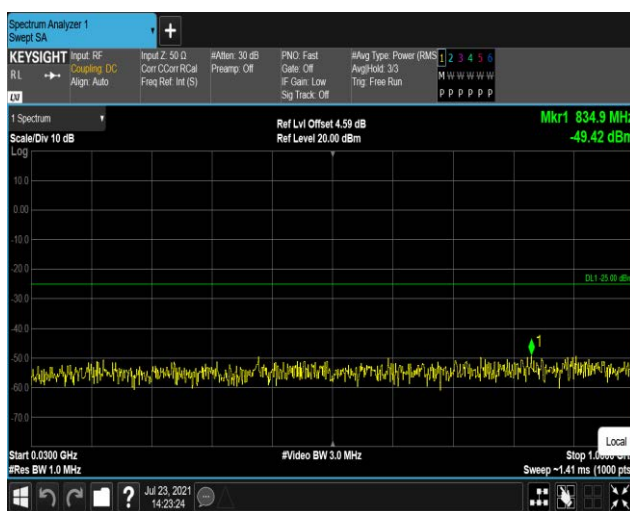 Spectrum Analyzer 1
Swept SA
+
KEYSIGHT Input: RF Input Z: 50 Ω #Atten: 30 dB PNO: Fast #Avg Type: Power (RMS 1 2 3 4 5 6
RL Coupling: DC Corr CCorr RCal Preamp: Off Gate: Off Avg|Hold: 3/3 M W W W W W
Align: Auto Freq Ref: Int (S) IF Gain: Low Trig: Free Run
LXI Sig Track: Off P P P P P P
1 Spectrum Ref Lvl Offset 4.59 dB Mkr1 834.9 MHz
Scale/Div 10 dB Ref Level 20.00 dBm -49.42 dBm
Log
10.0
0.00
-10.0
-20.0
DL1 -25.00 dBm
-30.0
-40.0
1
-50.0
-60.0
-70.0
Local
Start 0.0300 GHz #Video BW 3.0 MHz Stop
#Res BW 1.0 MHz Sweep ~1.41 ms (1000 pts
? Jul 23, 2021
14:23:24